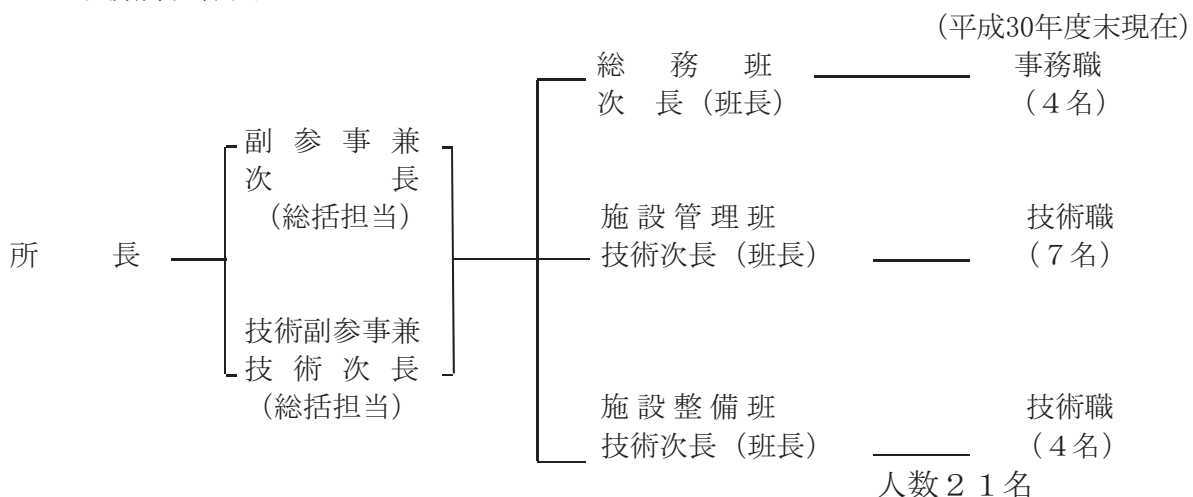 (平成30年度末現在)
総　務　班　　事務職
次　長（班長）　（４名）
副 参 事 兼
次　　　長
（総括担当）
施 設 管 理 班　　技術職
所　　長　　技術次長（班長）　（７名）
技術副参事兼
技 術 次 長
（総括担当）
施 設 整 備 班　　技術職
技術次長（班長）　（４名）
人数２１名